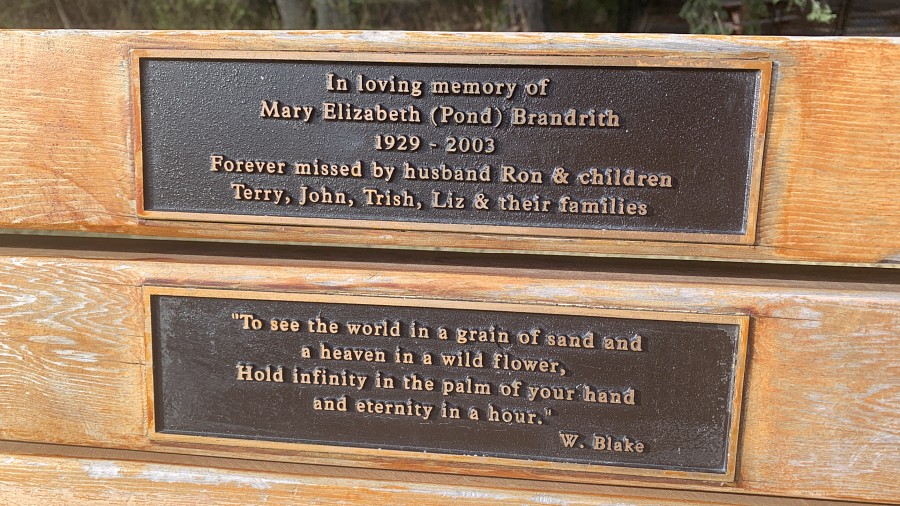 In loving memory of
Mary Elizabeth (Pond) Brandrith
1929 - 2003
Forever missed by husband Ron & children
Terry, John, Trish, Liz & their families
"To see the world in a grain of sand and
a heaven in a wild flower,
Hold infinity in the palm of your hand
and eternity in a hour."
W. Blake